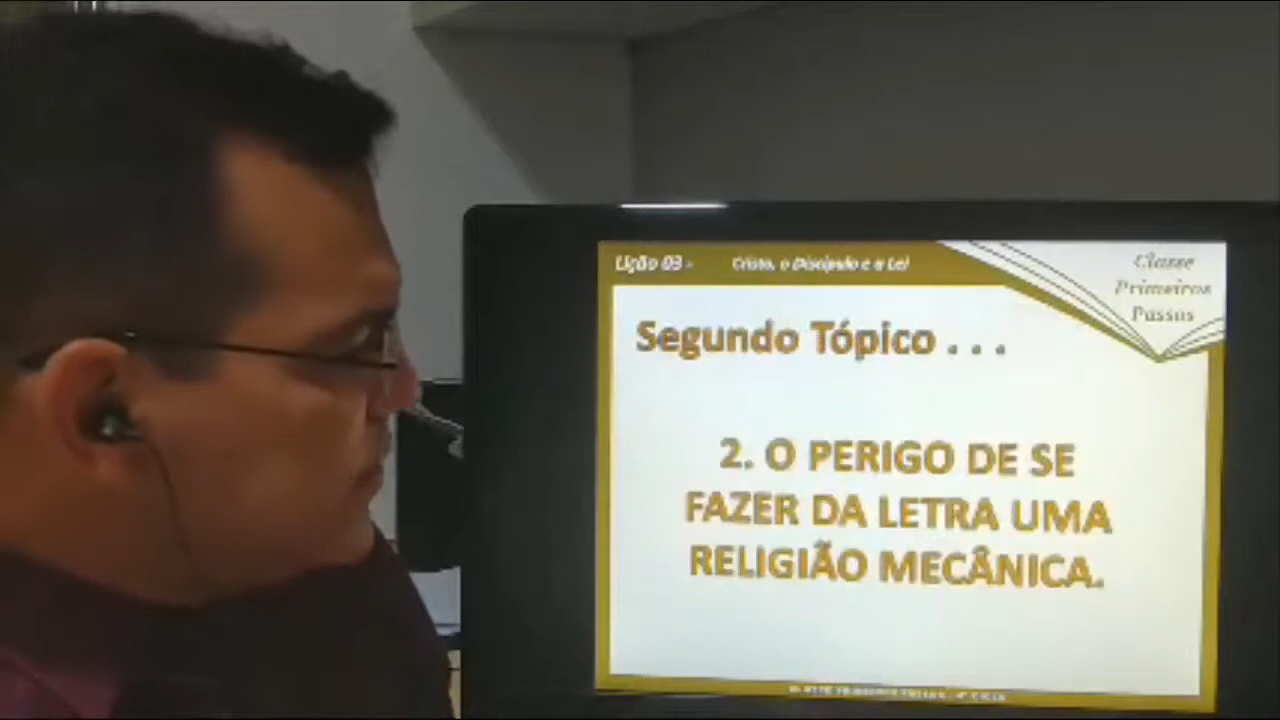 Lição 03 - Cristo, o Discípulo e a Lei
Classe
Primeiros
Passos
Segundo Tópico . . .
2. O PERIGO DE SE
FAZER DA LETRA UMA
RELIGIÃO MECÂNICA.